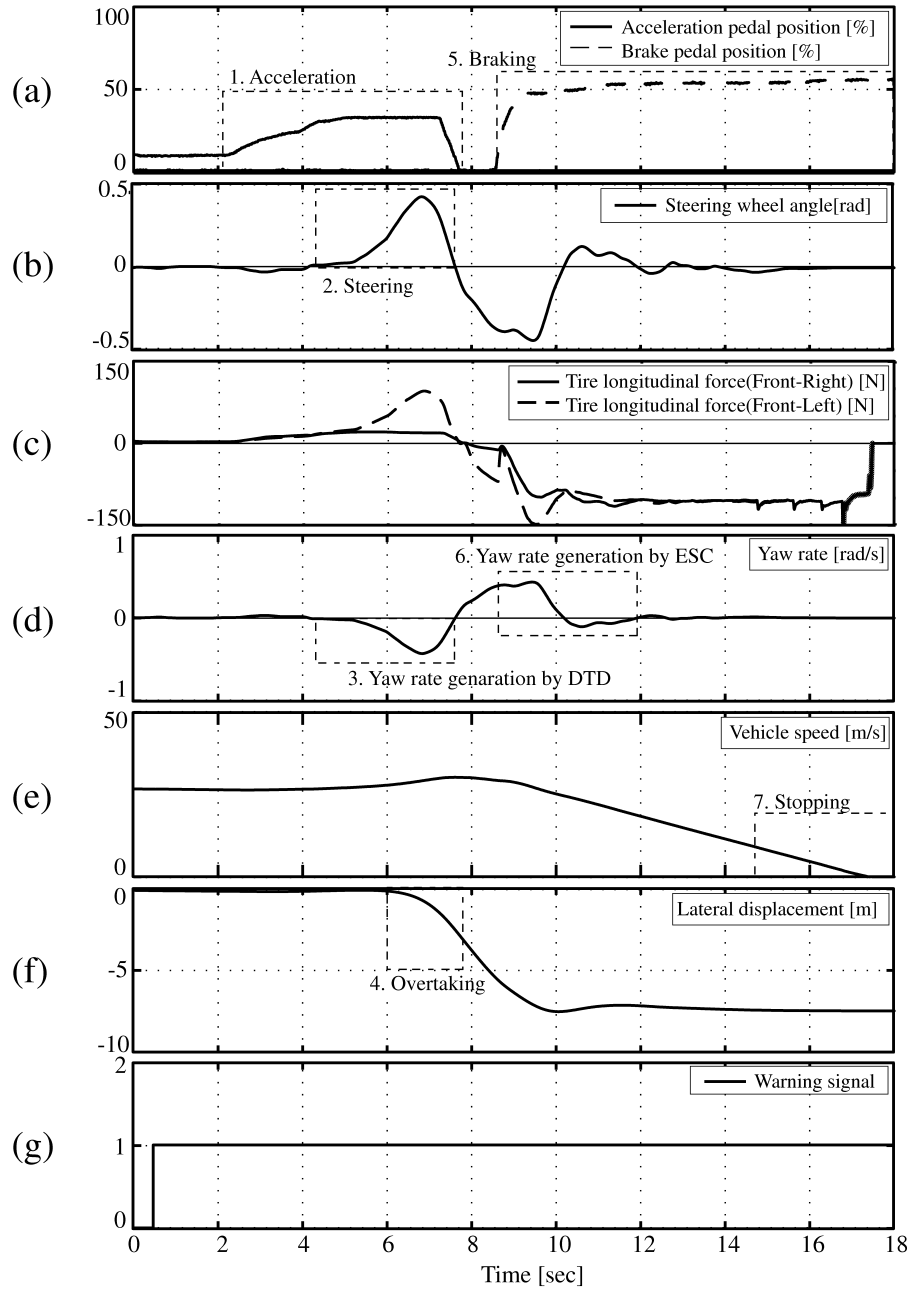 (a)
100
50
0
Acceleration pedal position [%]
Brake pedal position [%]
1. Acceleration
5. Braking
(b)
0.5
0
-0.5
Steering wheel angle[rad]
2. Steering
(c)
150
0
-150
Tire longitudinal force(Front-Right) [N]
Tire longitudinal force(Front-Left) [N]
(d)
1
0
-1
6. Yaw rate generation by ESC
Yaw rate [rad/s]
3. Yaw rate genaration by DTD
(e)
50
0
Vehicle speed [m/s]
7. Stopping
(f)
0
-5
-10
Lateral displacement [m]
4. Overtaking
(g)
2
1
0
Warning signal
0 2 4 6 8 10 12 14 16 18
Time [sec]